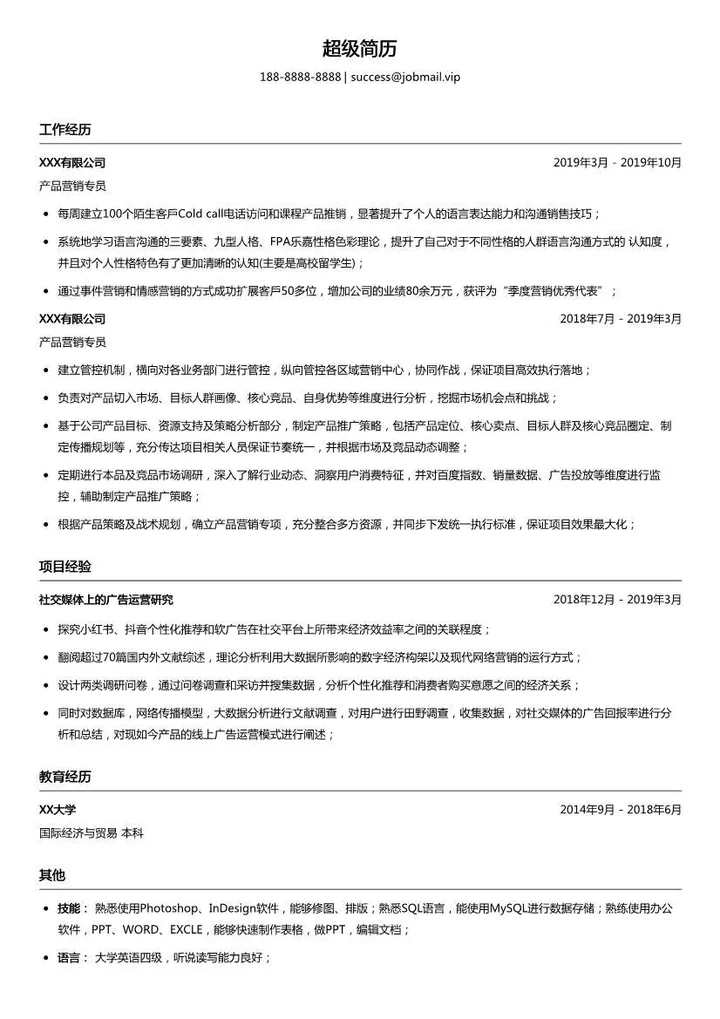 超级简历
188-8888-8888 | success@jobmail.vip
工作经历
XXX有限公司 2019年3月 - 2019年10月
产品营销专员
• 每周建立100个陌生客戶Cold call电话访问和课程产品推销，显著提升了个人的语言表达能力和沟通销售技巧；
• 系统地学习语言沟通的三要素、九型人格、FPA乐嘉性格色彩理论，提升了自己对于不同性格的人群语言沟通方式的 认知度，
并且对个人性格特色有了更加清晰的认知(主要是高校留学生)；
• 通过事件营销和情感营销的方式成功扩展客戶50多位，增加公司的业绩80余万元，获评为“季度营销优秀代表”；
XXX有限公司 2018年7月 - 2019年3月
产品营销专员
• 建立管控机制，横向对各业务部门进行管控，纵向管控各区域营销中心，协同作战，保证项目高效执行落地；
• 负责对产品切入市场、目标人群画像、核心竞品、自身优势等维度进行分析，挖掘市场机会点和挑战；
• 基于公司产品目标、资源支持及策略分析部分，制定产品推广策略，包括产品定位、核心卖点、目标人群及核心竞品圈定、制
定传播规划等，充分传达项目相关人员保证节奏统一，并根据市场及竞品动态调整；
• 定期进行本品及竞品市场调研，深入了解行业动态、洞察用户消费特征，并对百度指数、销量数据、广告投放等维度进行监
控，辅助制定产品推广策略；
• 根据产品策略及战术规划，确立产品营销专项，充分整合多方资源，并同步下发统一执行标准，保证项目效果最大化；
项目经验
社交媒体上的广告运营研究 2018年12月 - 2019年3月
• 探究小红书、抖音个性化推荐和软广告在社交平台上所带来经济效益率之间的关联程度；
• 翻阅超过70篇国内外文献综述，理论分析利用大数据所影响的数字经济构架以及现代网络营销的运行方式；
• 设计两类调研问卷，通过问卷调查和采访并搜集数据，分析个性化推荐和消费者购买意愿之间的经济关系；
• 同时对数据库，网络传播模型，大数据分析进行文献调查，对用户进行田野调查，收集数据，对社交媒体的广告回报率进行分
析和总结，对现如今产品的线上广告运营模式进行阐述；
教育经历
XX大学 2014年9月 - 2018年6月
国际经济与贸易 本科
其他
• 技能： 熟悉使用Photoshop、InDesign软件，能够修图、排版；熟悉SQL语言，能使用MySQL进行数据存储；熟练使用办公
软件，PPT、WORD、EXCLE，能够快速制作表格，做PPT，编辑文档；
• 语言： 大学英语四级，听说读写能力良好；